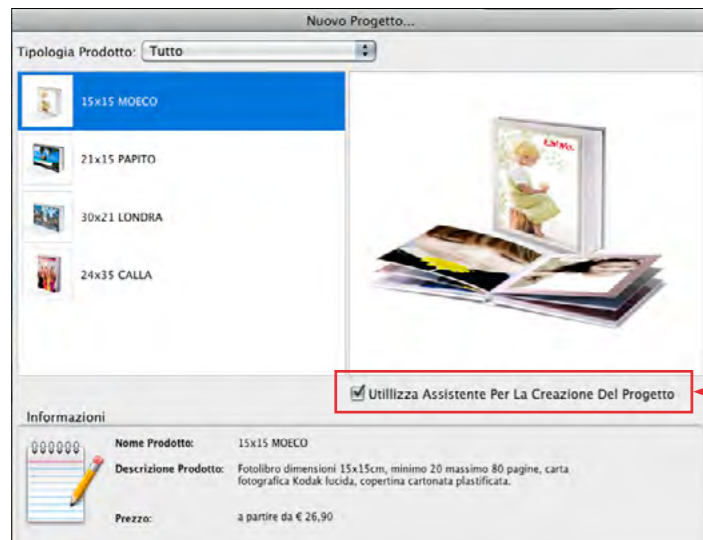 Nuovo Progetto...
Tipologia Prodotto: Tutto
15x15 MOECO
21x15 PAPITO
30x21 LONDRA
24x35 CALLA
Utillizza Assistente Per La Creazione Del Progetto
Informazioni
Nome Prodotto: 15x15 MOECO
Descrizione Prodotto: Fotolibro dimensioni 15x15cm, minimo 20 massimo 80 pagine, carta
fotografica Kodak lucida, copertina cartonata plastificata.
Prezzo: a partire da € 26,90